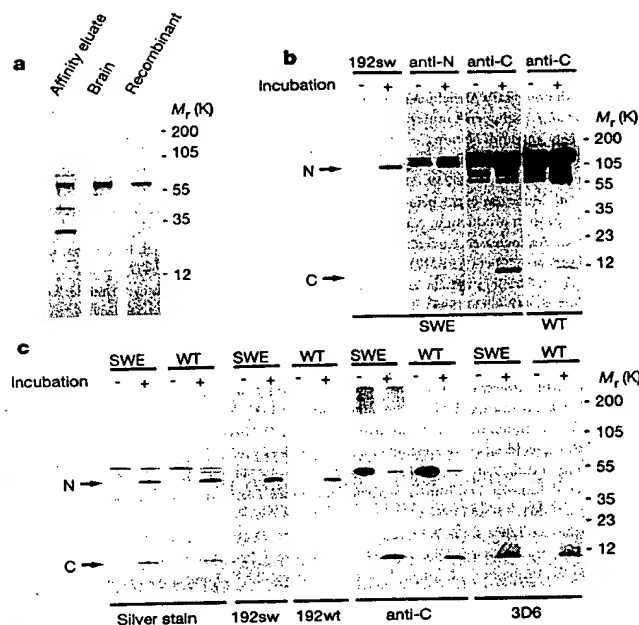 a
Affinity eluate
Brain
Recombinant
Mr (K)
- 200
- 105
- 55
- 35
- 12
b
192sw anti-N anti-C anti-C
Incubation - + - + - + - +
Mr (K)
- 200
- 105
- 55
- 35
- 23
- 12
N
C
SWE WT
c
SWE WT SWE WT SWE WT SWE WT
Incubation - + - + - + - + - + - + - + - +
Mr (K)
- 200
- 105
- 55
- 35
- 23
- 12
N
C
Silver stain 192sw 192wt anti-C 3D6